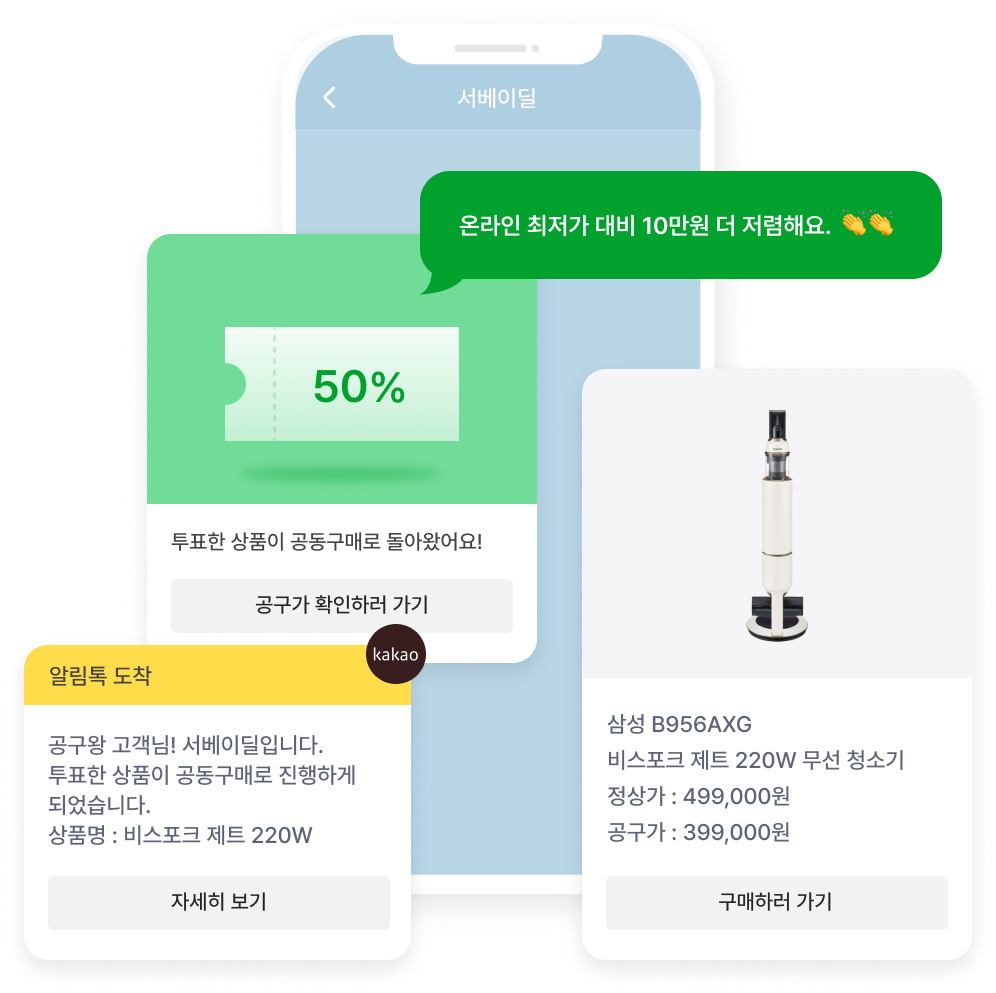 서베이딜
온라인 최저가 대비 10만원 더 저렴해요. 👏👏
50%
투표한 상품이 공동구매로 돌아왔어요!
공구가 확인하러 가기
kakao
알림톡 도착
공구왕 고객님! 서베이딜입니다.
투표한 상품이 공동구매로 진행하게
되었습니다.
상품명 : 비스포크 제트 220W
자세히 보기
삼성 B956AXG
비스포크 제트 220W 무선 청소기
정상가 : 499,000원
공구가 : 399,000원
구매하러 가기